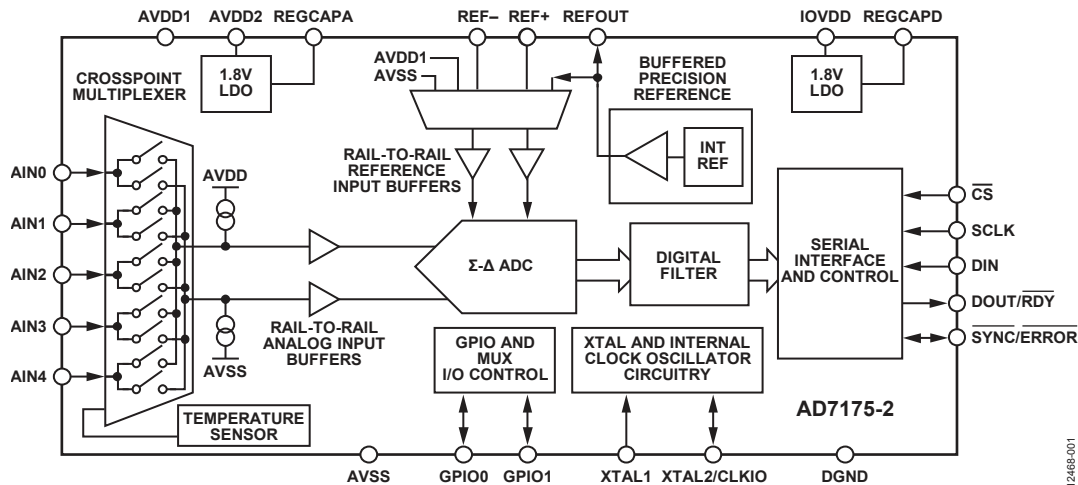 AVDD1 AVDD2 REGCAPA REF– REF+ REFOUT IOVDD REGCAPD
CROSSPOINT
MULTIPLEXER
1.8V
LDO
AVDD1
AVSS
BUFFERED
PRECISION
REFERENCE
1.8V
LDO
INT
REF
RAIL-TO-RAIL
REFERENCE
INPUT BUFFERS
AVDD
AIN0
AIN1
AIN2
AIN3
AIN4
Σ-Δ ADC
DIGITAL
FILTER
SERIAL
INTERFACE
AND CONTROL
CS
SCLK
DIN
DOUT/RDY
SYNC/ERROR
RAIL-TO-RAIL
ANALOG INPUT
BUFFERS
AVSS
GPIO AND
MUX
I/O CONTROL
XTAL AND INTERNAL
CLOCK OSCILLATOR
CIRCUITRY
TEMPERATURE
SENSOR
AD7175-2
AVSS GPIO0 GPIO1 XTAL1 XTAL2/CLKIO DGND
12468-001